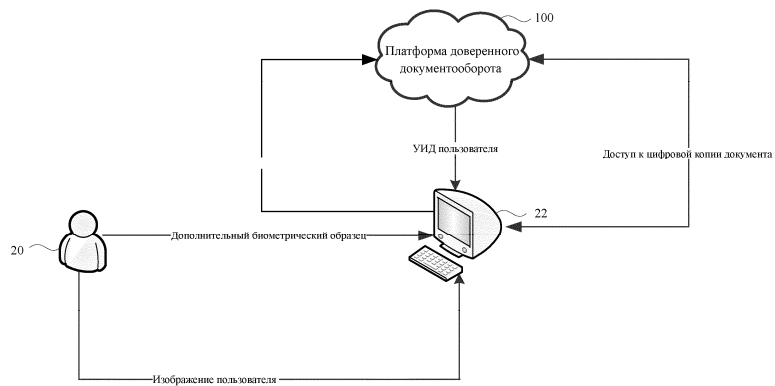 100
Платформа доверенного
документооборота
УИД пользователя
Доступ к цифровой копии документа
22
Дополнительный биометрический образец
20
Изображение пользователя